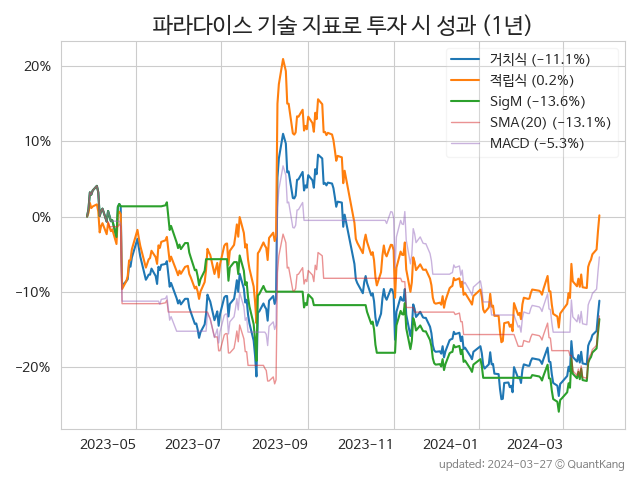 파라다이스 기술 지표로 투자 시 성과 (1년)
거치식 (−11.1%)
적립식 (0.2%)
SigM (−13.6%)
SMA(20) (−13.1%)
MACD (−5.3%)
20%
10%
0%
−10%
−20%
2023-05 2023-07 2023-09 2023-11 2024-01 2024-03
updated: 2024-03-27 © QuantKang